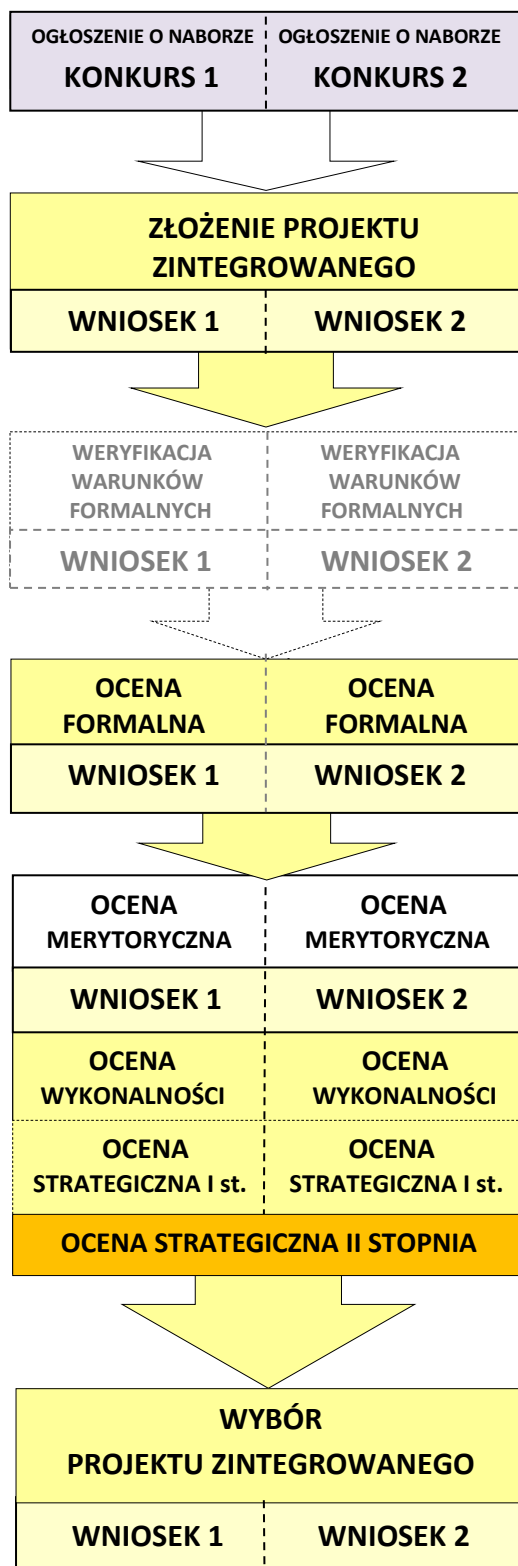 OGŁOSZENIE O NABORZE
KONKURS 1
OGŁOSZENIE O NABORZE
KONKURS 2
ZŁOŻENIE PROJEKTU
ZINTEGROWANEGO
WNIOSEK 1
WNIOSEK 2
WERYFIKACJA
WARUNKÓW
FORMALNYCH
WERYFIKACJA
WARUNKÓW
FORMALNYCH
WNIOSEK 1
WNIOSEK 2
OCENA
FORMALNA
OCENA
FORMALNA
WNIOSEK 1
WNIOSEK 2
OCENA
MERYTORYCZNA
OCENA
MERYTORYCZNA
WNIOSEK 1
WNIOSEK 2
OCENA
WYKONALNOŚCI
OCENA
WYKONALNOŚCI
OCENA
STRATEGICZNA I st.
OCENA
STRATEGICZNA I st.
OCENA STRATEGICZNA II STOPNIA
WYBÓR
PROJEKTU ZINTEGROWANEGO
WNIOSEK 1
WNIOSEK 2